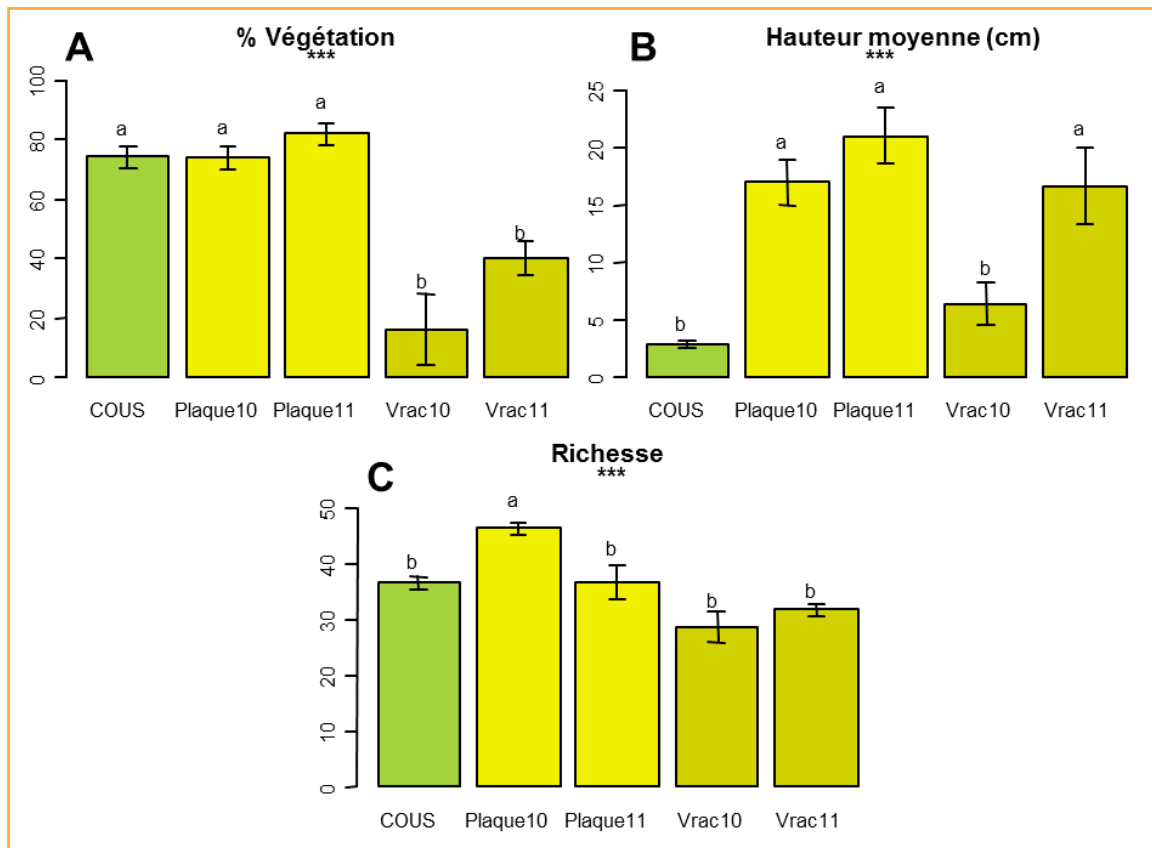 A % Végétation
***
100
80
60
40
20
0
a a a b b
COUS Plaque10 Plaque11 Vrac10 Vrac11
B Hauteur moyenne (cm)
***
25
20
15
10
5
0
b a a b a
COUS Plaque10 Plaque11 Vrac10 Vrac11
C Richesse
***
50
40
30
20
10
0
b a b b b
COUS Plaque10 Plaque11 Vrac10 Vrac11